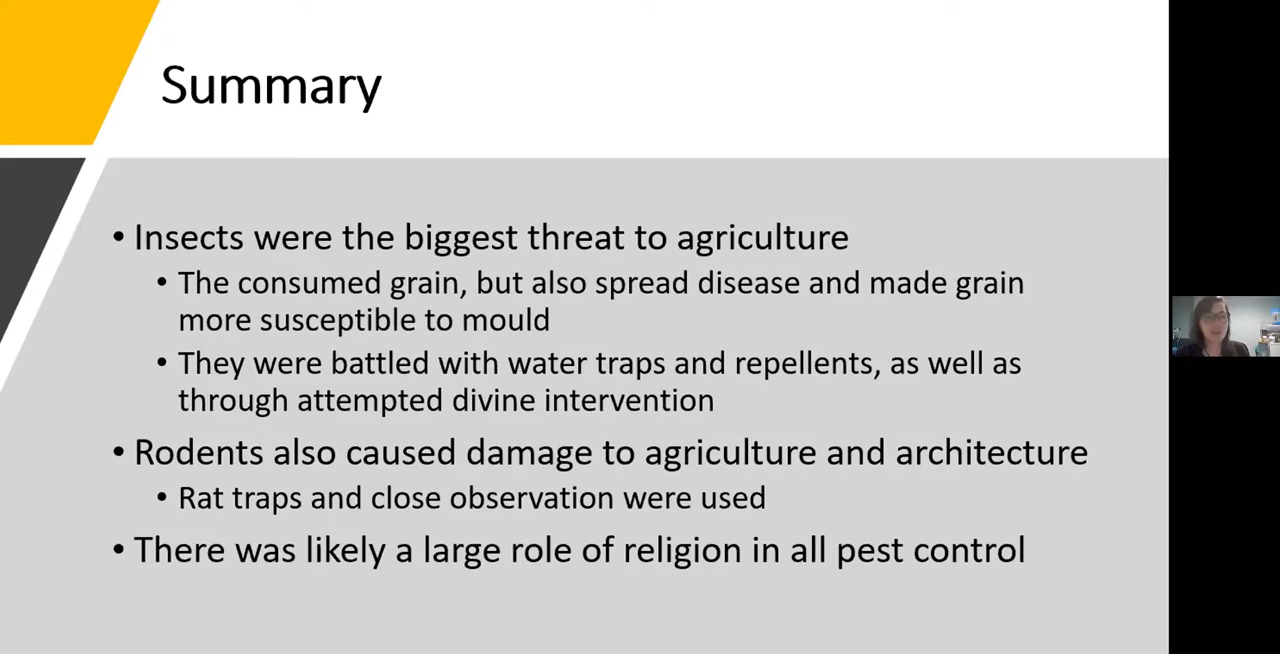 Summary
• Insects were the biggest threat to agriculture
• The consumed grain, but also spread disease and made grain
more susceptible to mould
• They were battled with water traps and repellents, as well as
through attempted divine intervention
• Rodents also caused damage to agriculture and architecture
• Rat traps and close observation were used
• There was likely a large role of religion in all pest control